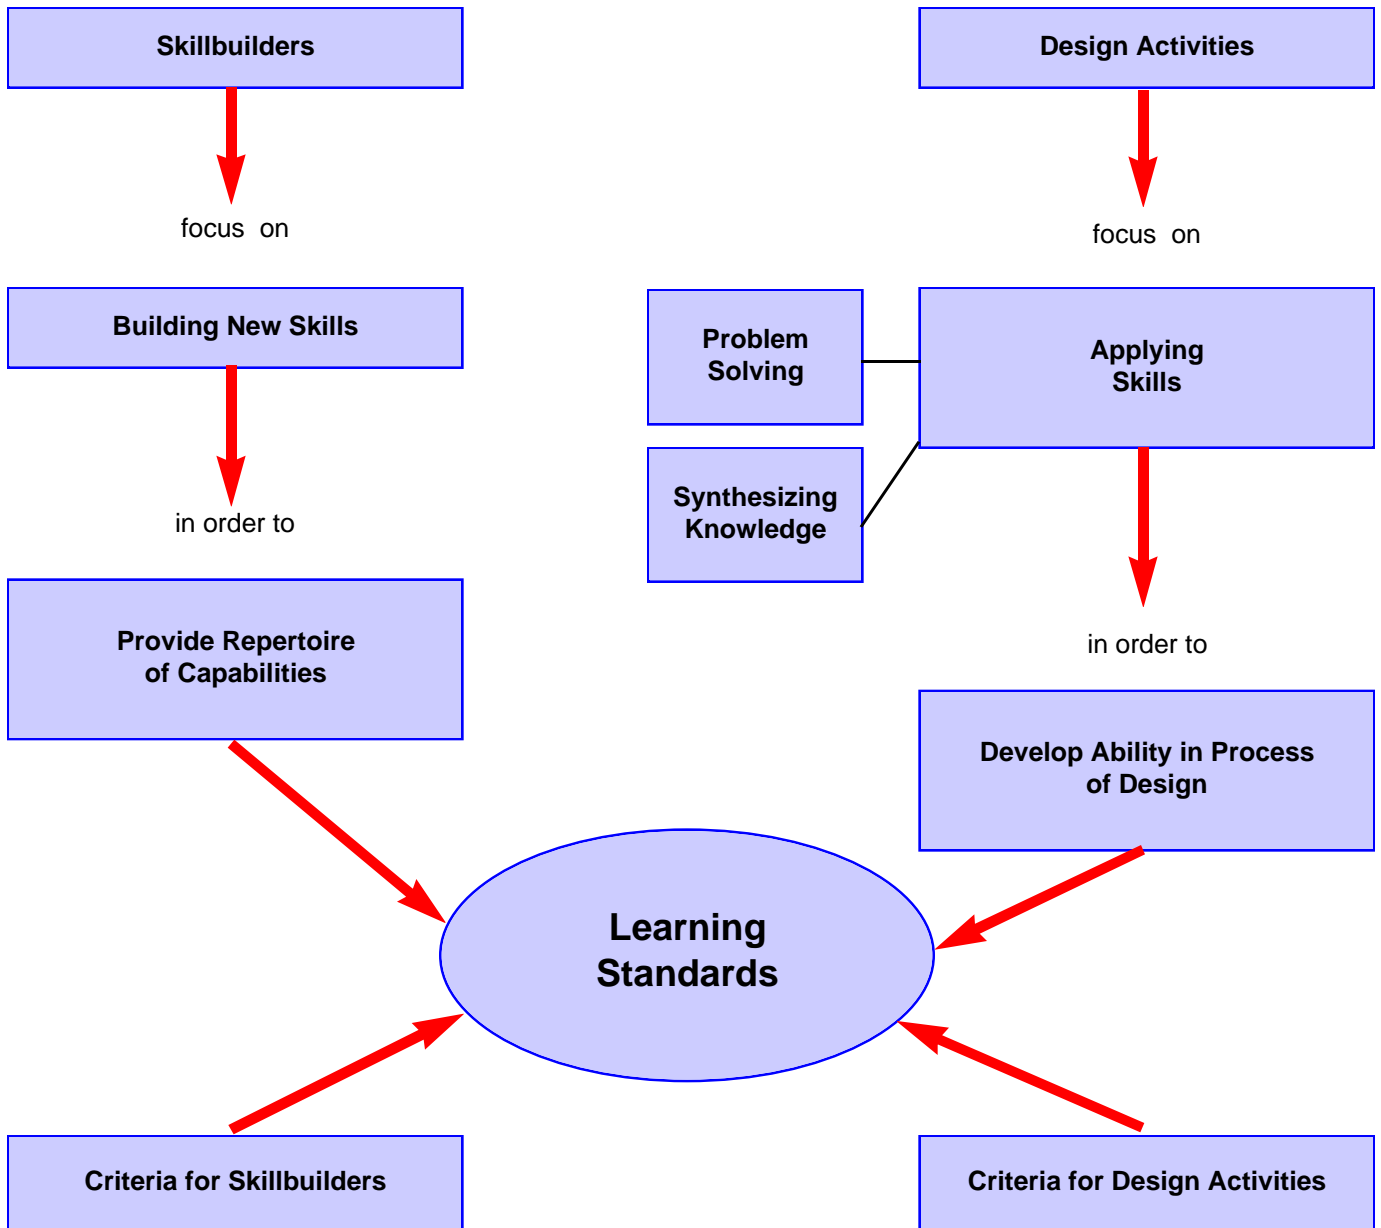 Skillbuilders
Design Activities
focus on
focus on
Building New Skills
Problem
Solving
Applying
Skills
Synthesizing
Knowledge
in order to
Provide Repertoire
of Capabilities
in order to
Develop Ability in Process
of Design
Learning
Standards
Criteria for Skillbuilders
Criteria for Design Activities